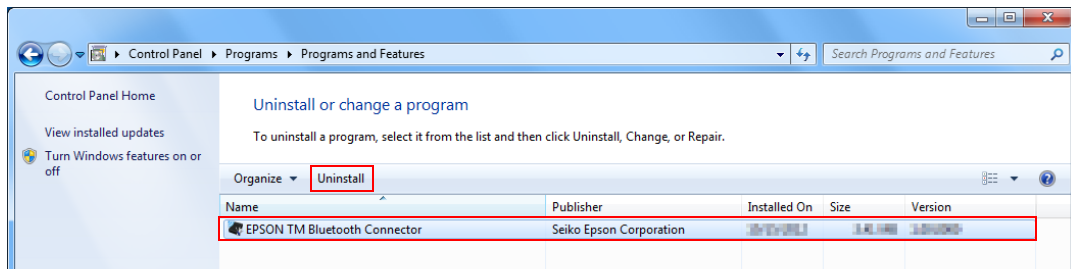 Control Panel Programs Programs and Features Search Programs and Features
Control Panel Home
View installed updates
Turn Windows features on or
off
Uninstall or change a program
To uninstall a program, select it from the list and then click Uninstall, Change, or Repair.
Organize Uninstall
Name Publisher Installed On Size Version
EPSON TM Bluetooth Connector Seiko Epson Corporation